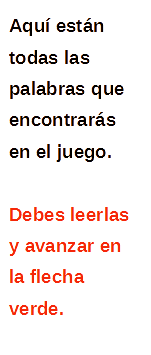 Aquí están
todas las
palabras que
encontrarás
en el juego.
Debes leerlas
y avanzar en
la flecha
verde.